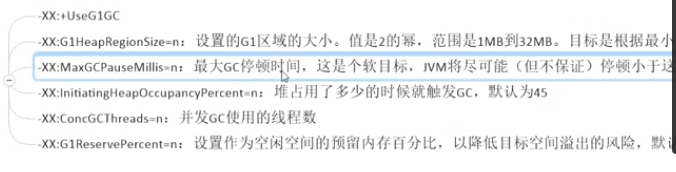 -XX:+UseG1GC
-XX:G1HeapRegionSize=n：设置的G1区域的大小。值是2的幂，范围是1MB到32MB。目标是根据最小
-XX:MaxGCPauseMillis=n：最大GC停顿时间，这是个软目标，JVM将尽可能（但不保证）停顿小于这
-XX:InitiatingHeapOccupancyPercent=n：堆占用了多少的时候就触发GC，默认为45
-XX:ConcGCThreads=n：并发GC使用的线程数
-XX:G1ReservePercent=n：设置作为空闲空间的预留内存百分比，以降低目标空间溢出的风险，默